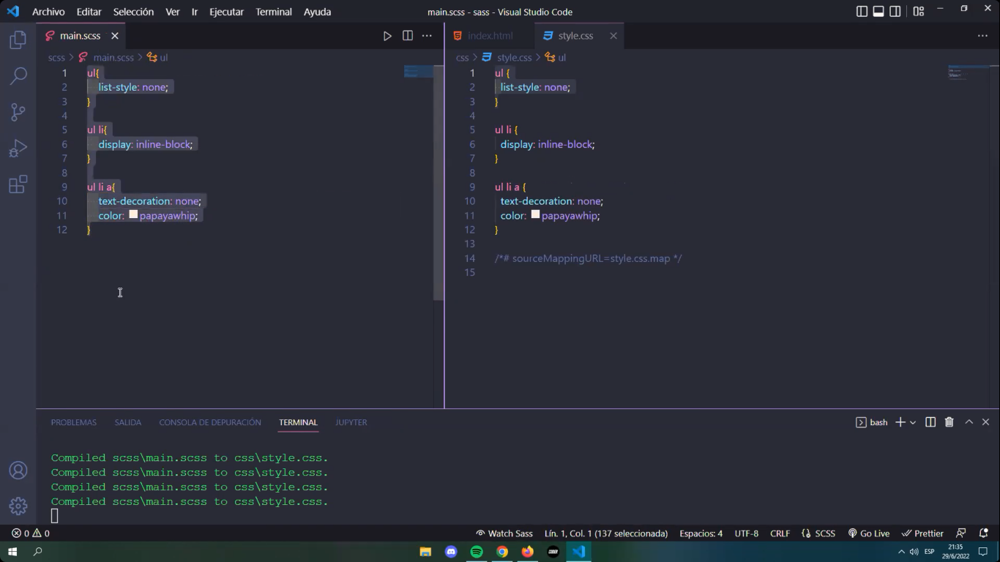 Archivo Editar Selección Ver Ir Ejecutar Terminal Ayuda main.scss - sass - Visual Studio Code
main.scss index.html style.css
scss > main.scss > ul css > style.css > ul
1 ul{
2 list-style: none;
3 }
4
5 ul li{
6 display: inline-block;
7 }
8
9 ul li a{
10 text-decoration: none;
11 color: papayawhip;
12 }
1 ul {
2 list-style: none;
3 }
4
5 ul li {
6 display: inline-block;
7 }
8
9 ul li a {
10 text-decoration: none;
11 color: papayawhip;
12 }
13
14 /*# sourceMappingURL=style.css.map */
15
PROBLEMAS SALIDA CONSOLA DE DEPURACIÓN TERMINAL JUPYTER bash
Compiled scss\main.scss to css\style.css.
Compiled scss\main.scss to css\style.css.
Compiled scss\main.scss to css\style.css.
Compiled scss\main.scss to css\style.css.
0 0 Watch Sass Lín. 1, Col. 1 (137 seleccionada) Espacios: 4 UTF-8 CRLF {} SCSS Go Live Prettier
CODER ESP 21:35
29/6/2022